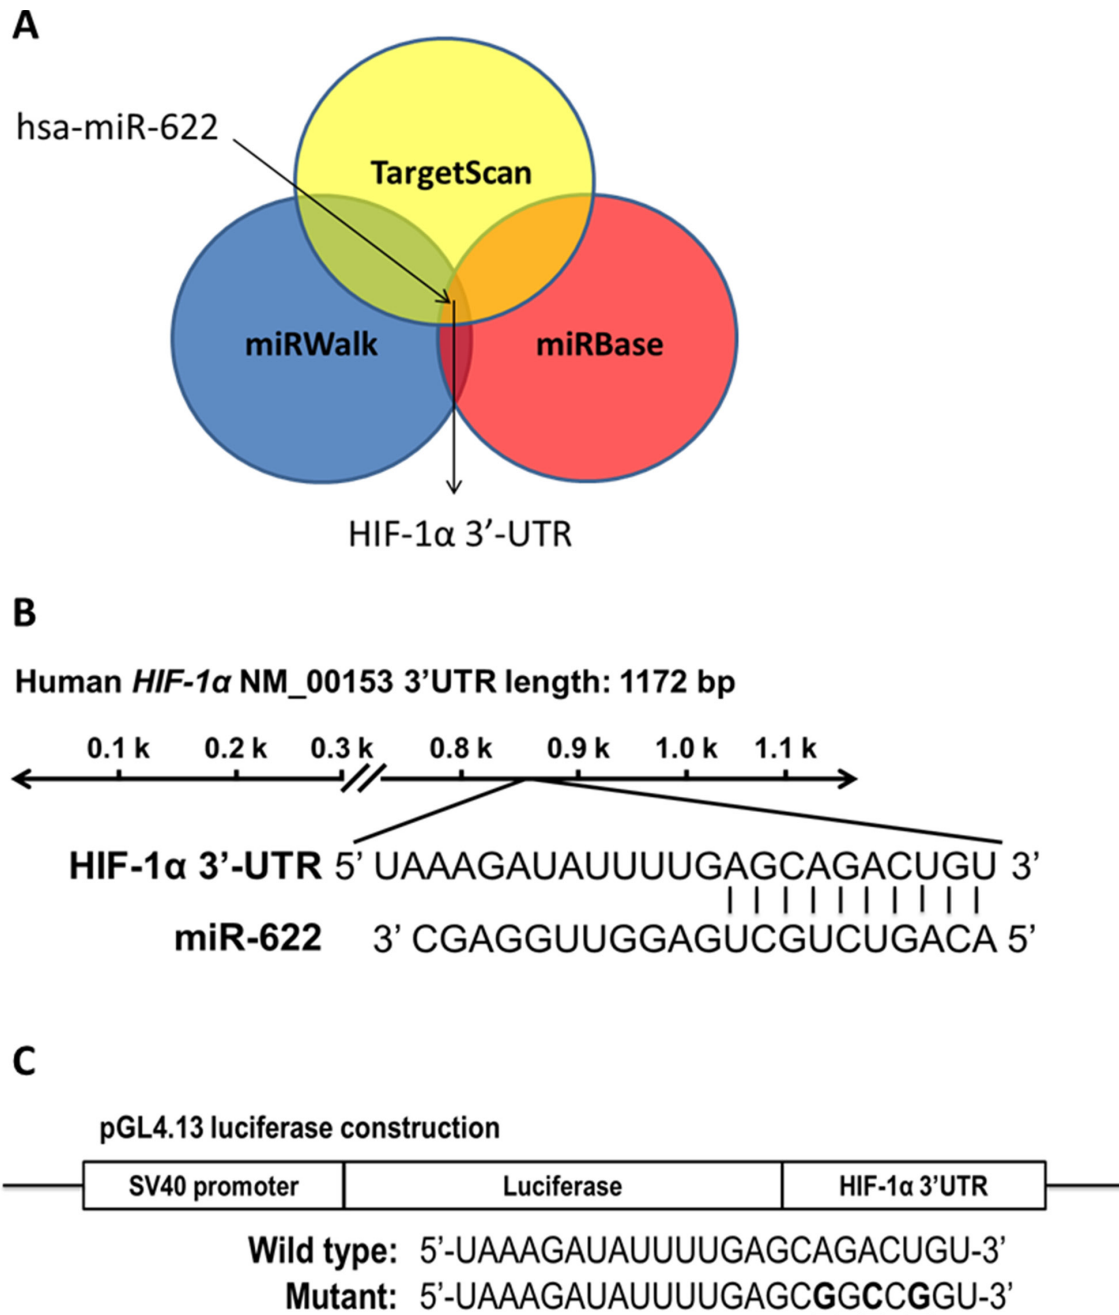 A
hsa-miR-622
TargetScan
miRWalk
miRBase
HIF-1α 3’-UTR
B
Human HIF-1α NM_00153 3’UTR length: 1172 bp
0.1 k 0.2 k 0.3 k 0.8 k 0.9 k 1.0 k 1.1 k
HIF-1α 3’-UTR 5’ UAAAGAUAUUUUGAGCAGACUGU 3’
miR-622 3’ CGAGGUUGGAGUCGUCUGACA 5’
C
pGL4.13 luciferase construction
SV40 promoter Luciferase HIF-1α 3’UTR
Wild type: 5’-UAAAGAUAUUUUGAGCAGACUGU-3’
Mutant: 5’-UAAAGAUAUUUUGAGCGGCCGGU-3’